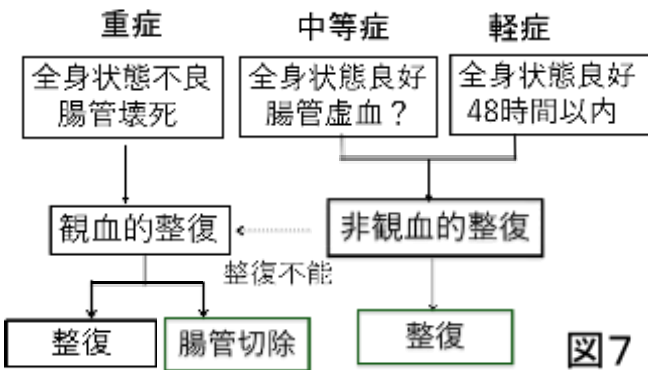 重症
中等症
軽症
全身状態不良
腸管壊死
全身状態良好
腸管虚血？
全身状態良好
48時間以内
観血的整復
非観血的整復
整復不能
整復
腸管切除
整復
図7